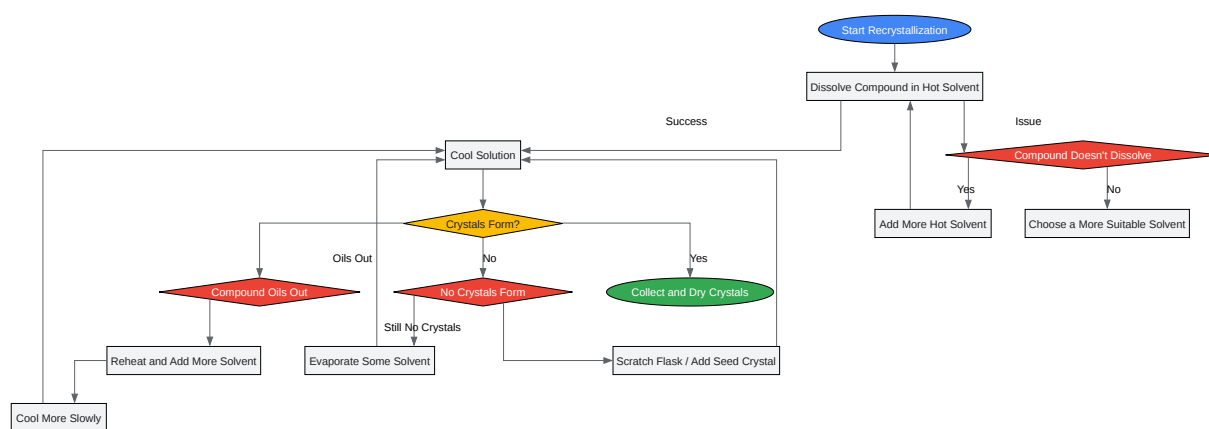 Start Recrystallization
Dissolve Compound in Hot Solvent
Success
Issue
Cool Solution
Compound Doesn't Dissolve
Yes
No
Crystals Form?
Add More Hot Solvent
Choose a More Suitable Solvent
Oils Out
No
Yes
Compound Oils Out
No Crystals Form
Collect and Dry Crystals
Still No Crystals
Reheat and Add More Solvent
Evaporate Some Solvent
Scratch Flask / Add Seed Crystal
Cool More Slowly